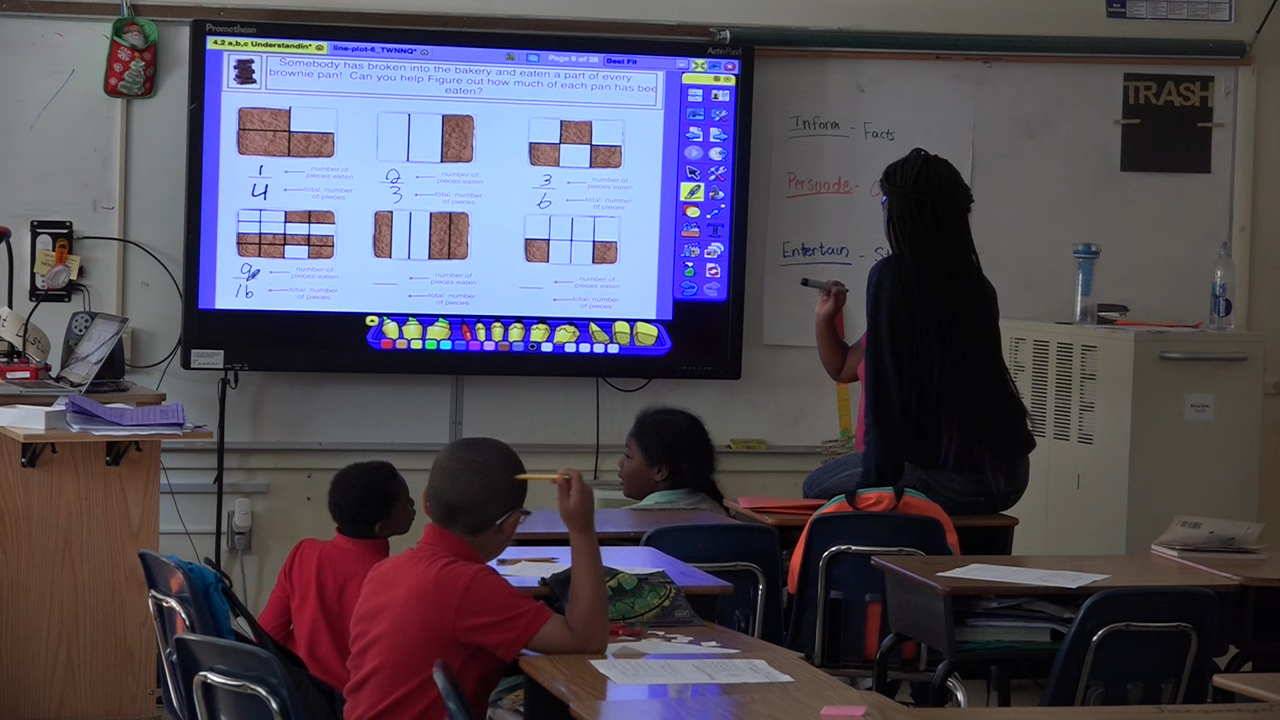 Promethean
ActivPanel
4.2 a,b,c Understandin*
line-plot-6_TWNNQ*
Page 9 of 28
Best Fit
Somebody has broken into the bakery and eaten a part of every
brownie pan! Can you help Figure out how much of each pan has bee
eaten?
1
4
number of
pieces eaten
total number
of pieces
2
3
number of
pieces eaten
total number
of pieces
3
6
number of
pieces eaten
total number
of pieces
9
16
number of
pieces eaten
total number
of pieces
number of
pieces eaten
total number
of pieces
number of
pieces eaten
total number
of pieces
Inform - Facts
Persuade -
Entertain - S
TRASH